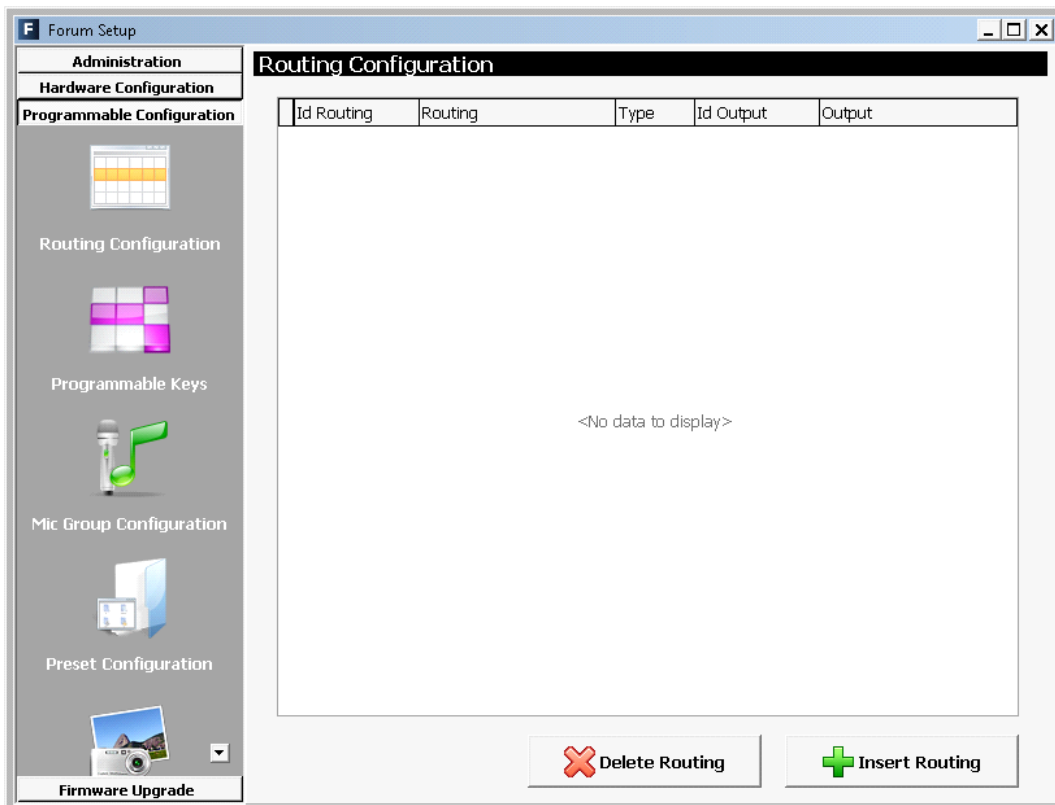 F Forum Setup
Administration
Hardware Configuration
Programmable Configuration
Routing Configuration
Programmable Keys
Mic Group Configuration
Preset Configuration
Firmware Upgrade
Routing Configuration
Id Routing Routing Type Id Output Output
<No data to display>
Delete Routing Insert Routing